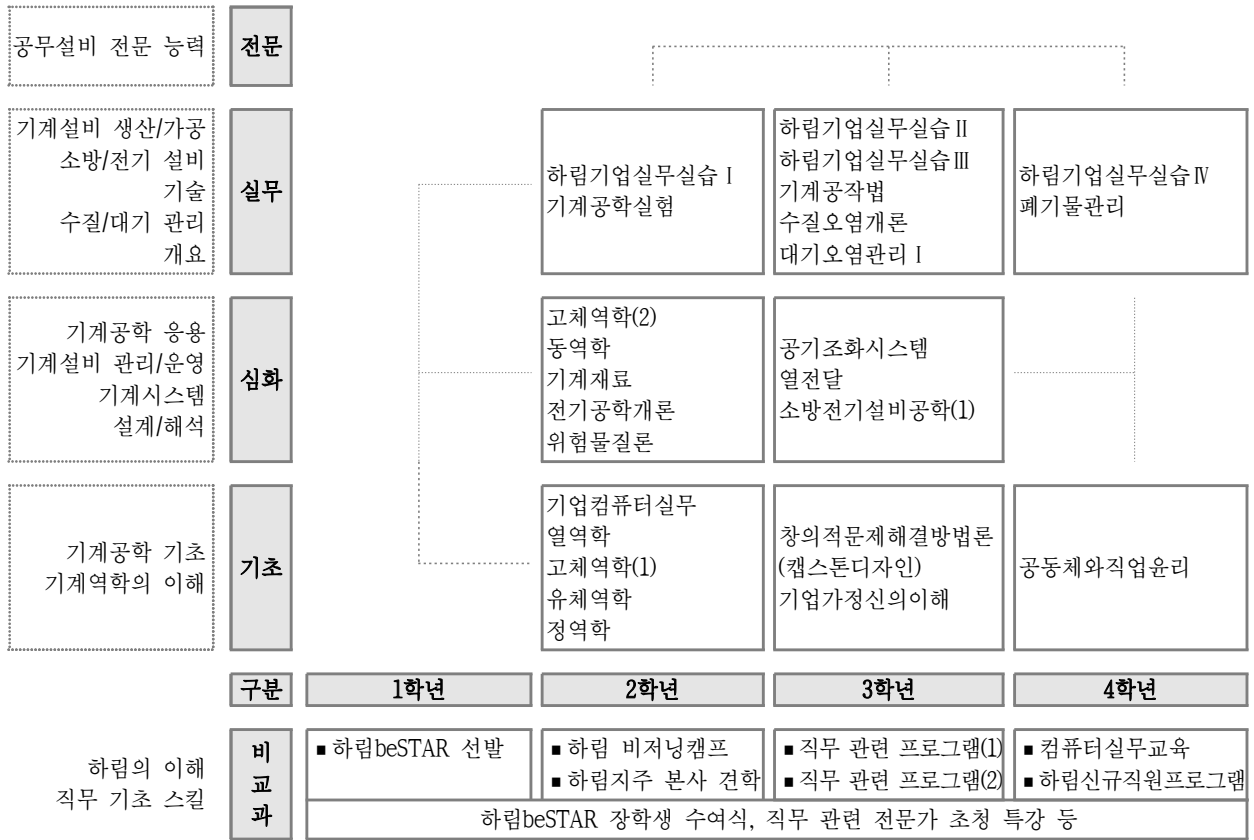 공무설비 전문 능력
전문
기계설비 생산/가공
소방/전기 설비
기술
수질/대기 관리
개요
실무
하림기업실무실습Ⅰ
기계공학실험
하림기업실무실습Ⅱ
하림기업실무실습Ⅲ
기계공작법
수질오염개론
대기오염관리Ⅰ
하림기업실무실습Ⅳ
폐기물관리
기계공학 응용
기계설비 관리/운영
기계시스템
설계/해석
심화
고체역학(2)
동역학
기계재료
전기공학개론
위험물질론
공기조화시스템
열전달
소방전기설비공학(1)
기계공학 기초
기계역학의 이해
기초
기업컴퓨터실무
열역학
고체역학(1)
유체역학
정역학
창의적문제해결방법론
(캡스톤디자인)
기업가정신의이해
공동체와직업윤리
구분
1학년
2학년
3학년
4학년
하림의 이해
직무 기초 스킬
비
교
과
▪하림beSTAR 선발
▪하림 비저닝캠프
▪하림지주 본사 견학
▪직무 관련 프로그램(1)
▪직무 관련 프로그램(2)
▪컴퓨터실무교육
▪하림신규직원프로그램
하림beSTAR 장학생 수여식, 직무 관련 전문가 초청 특강 등